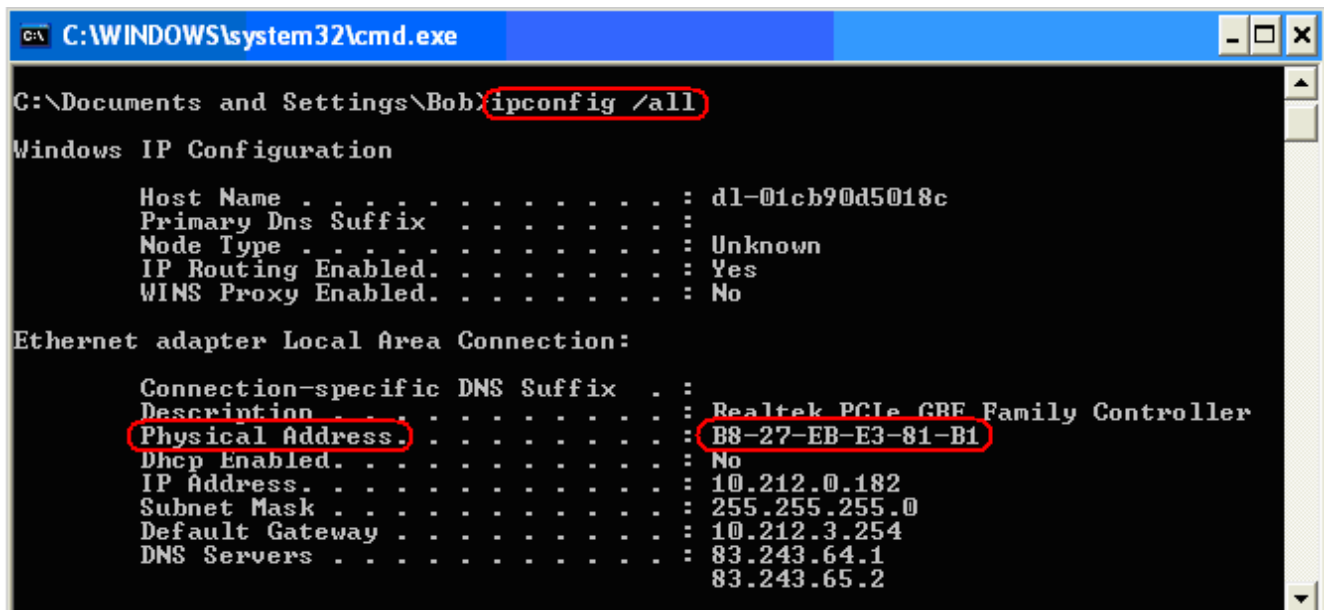 C:\WINDOWS\system32\cmd.exe
C:\Documents and Settings\Bob>ipconfig /all
Windows IP Configuration
Host Name . . . . . . . . . . . . : dl-01cb90d5018c
Primary Dns Suffix  . . . . . . . :
Node Type . . . . . . . . . . . . : Unknown
IP Routing Enabled. . . . . . . . : Yes
WINS Proxy Enabled. . . . . . . . : No
Ethernet adapter Local Area Connection:
Connection-specific DNS Suffix  . :
Description . . . . . . . . . . . : Realtek PCIe GBE Family Controller
Physical Address. . . . . . . . . : B8-27-EB-E3-81-B1
Dhcp Enabled. . . . . . . . . . . : No
IP Address. . . . . . . . . . . . : 10.212.0.182
Subnet Mask . . . . . . . . . . . : 255.255.255.0
Default Gateway . . . . . . . . . : 10.212.3.254
DNS Servers . . . . . . . . . . . : 83.243.64.1
83.243.65.2